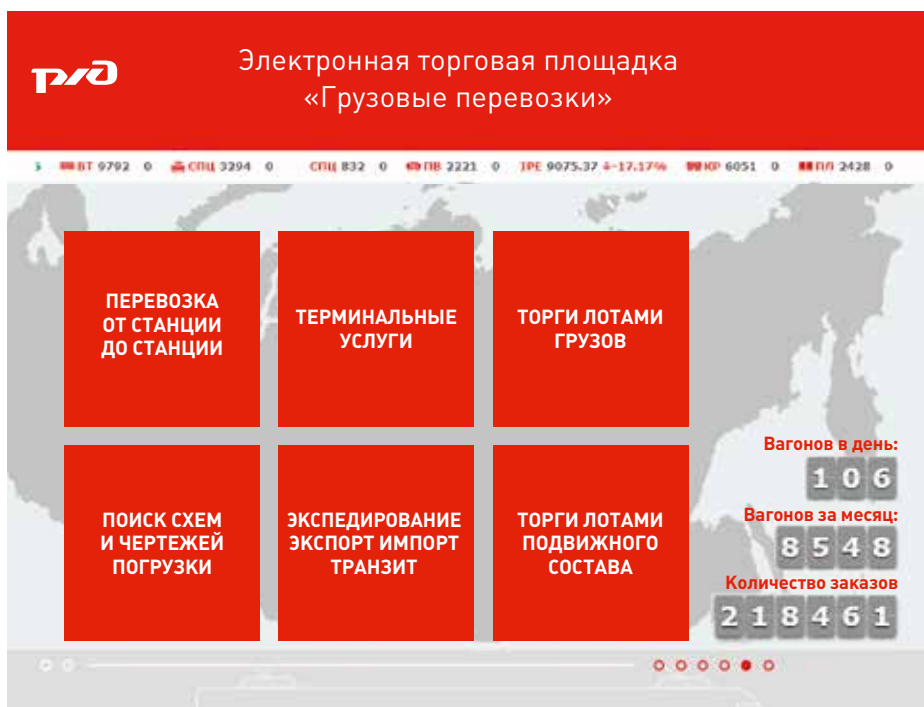 ржд
Электронная торговая площадка
«Грузовые перевозки»
ВТ 9792 0 СПЦ 3294 0 СПЦ 832 0 ПВ 2221 0 IPE 9075.37 -17.17% КР 6051 0 ПЛ 2428 0
ПЕРЕВОЗКА
ОТ СТАНЦИИ
ДО СТАНЦИИ
ТЕРМИНАЛЬНЫЕ
УСЛУГИ
ТОРГИ ЛОТАМИ
ГРУЗОВ
ПОИСК СХЕМ
И ЧЕРТЕЖЕЙ
ПОГРУЗКИ
ЭКСПЕДИРОВАНИЕ
ЭКСПОРТ ИМПОРТ
ТРАНЗИТ
ТОРГИ ЛОТАМИ
ПОДВИЖНОГО
СОСТАВА
Вагонов в день:
106
Вагонов за месяц:
8548
Количество заказов
218461